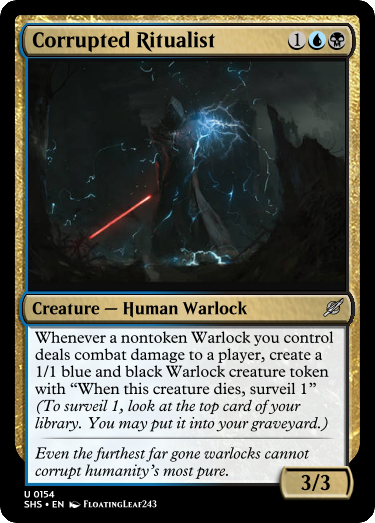 Corrupted Ritualist 1
Creature — Human Warlock
Whenever a nontoken Warlock you control
deals combat damage to a player, create a
1/1 blue and black Warlock creature token
with “When this creature dies, surveil 1”
(To surveil 1, look at the top card of your
library. You may put it into your graveyard.)
Even the furthest far gone warlocks cannot
corrupt humanity’s most pure.
3/3
U 0154
SHS • EN FloatingLeaf243